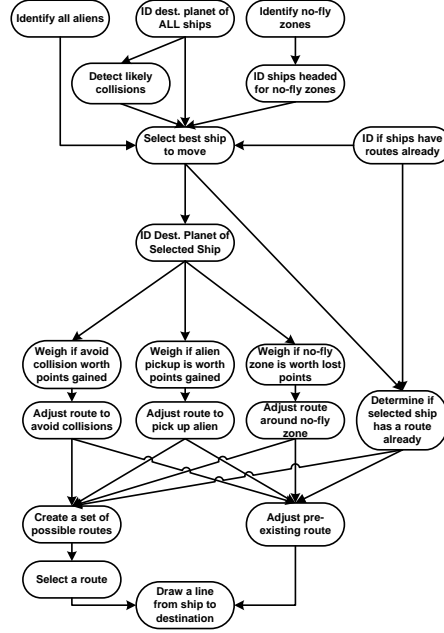 Identify all aliens
ID dest. planet of
ALL ships
Identify no-fly
zones
Detect likely
collisions
ID ships headed
for no-fly zones
Select best ship
to move
ID if ships have
routes already
ID Dest. Planet of
Selected Ship
Weigh if avoid
collision worth
points gained
Weigh if alien
pickup is worth
points gained
Weigh if no-fly
zone is worth lost
points
Adjust route to
avoid collisions
Adjust route to
pick up alien
Adjust route
around no-fly
zone
Determine if
selected ship
has a route
already
Create a set of
possible routes
Adjust pre-
existing route
Select a route
Draw a line
from ship to
destination